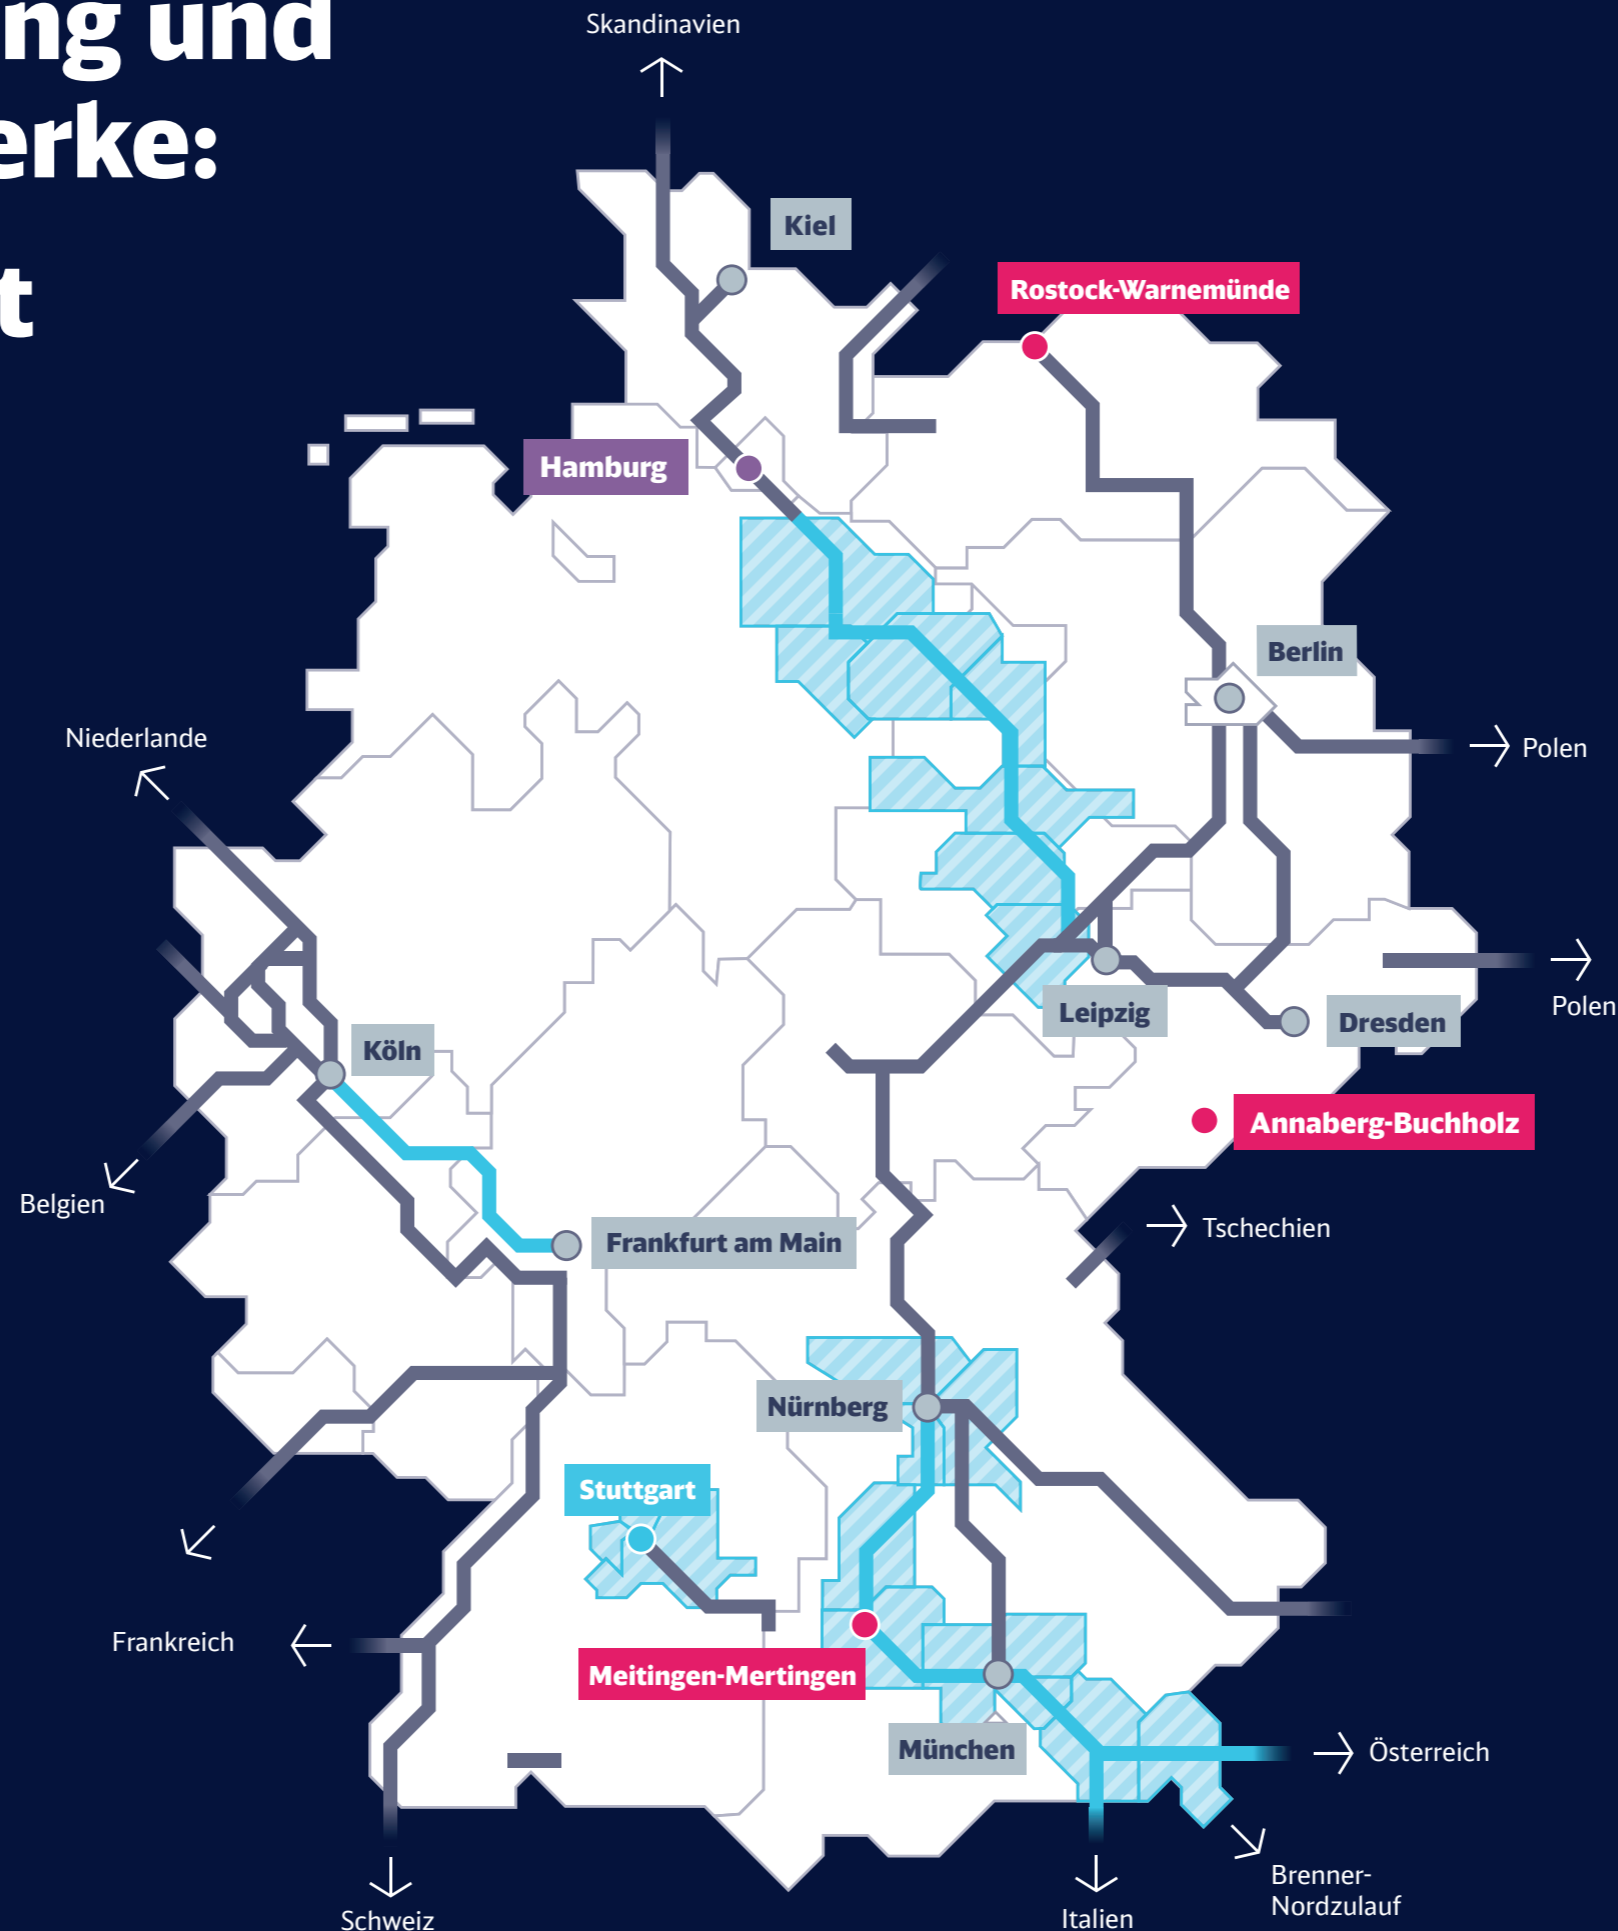 ng und
erke:
t
Skandinavien
Kiel
Rostock-Warnemünde
Hamburg
Berlin
Niederlande
Polen
Polen
Leipzig
Dresden
Köln
Annaberg-Buchholz
Belgien
Tschechien
Frankfurt am Main
Nürnberg
Stuttgart
Frankreich
Meitingen-Mertingen
München
Österreich
Brenner-
Nordzulauf
Schweiz
Italien